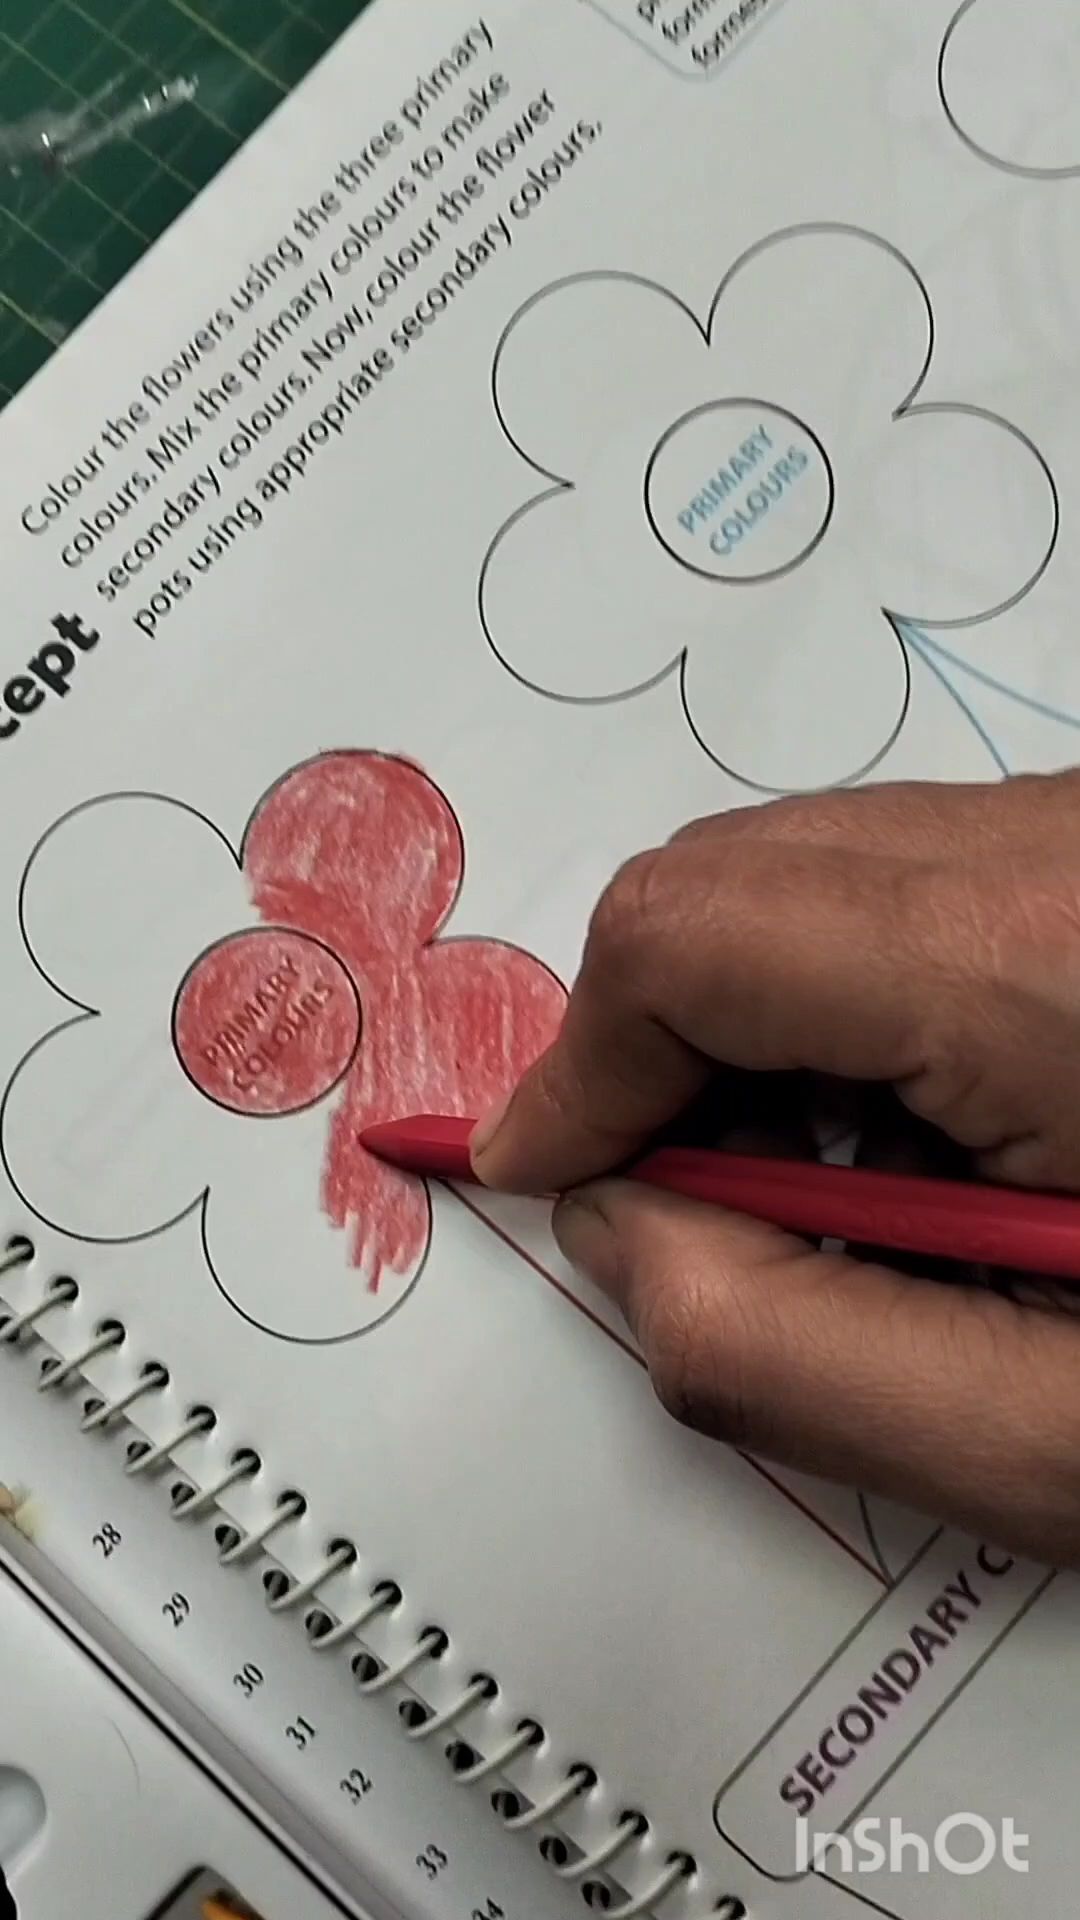 Colour the flowers using the three primary
colours. Mix the primary colours to make
secondary colours. Now, colour the flower
pots using appropriate secondary colours.
PRIMARY
COLOURS
PRIMARY
COLOURS
SECONDARY
28
29
30
31
32
33
34
InShOt